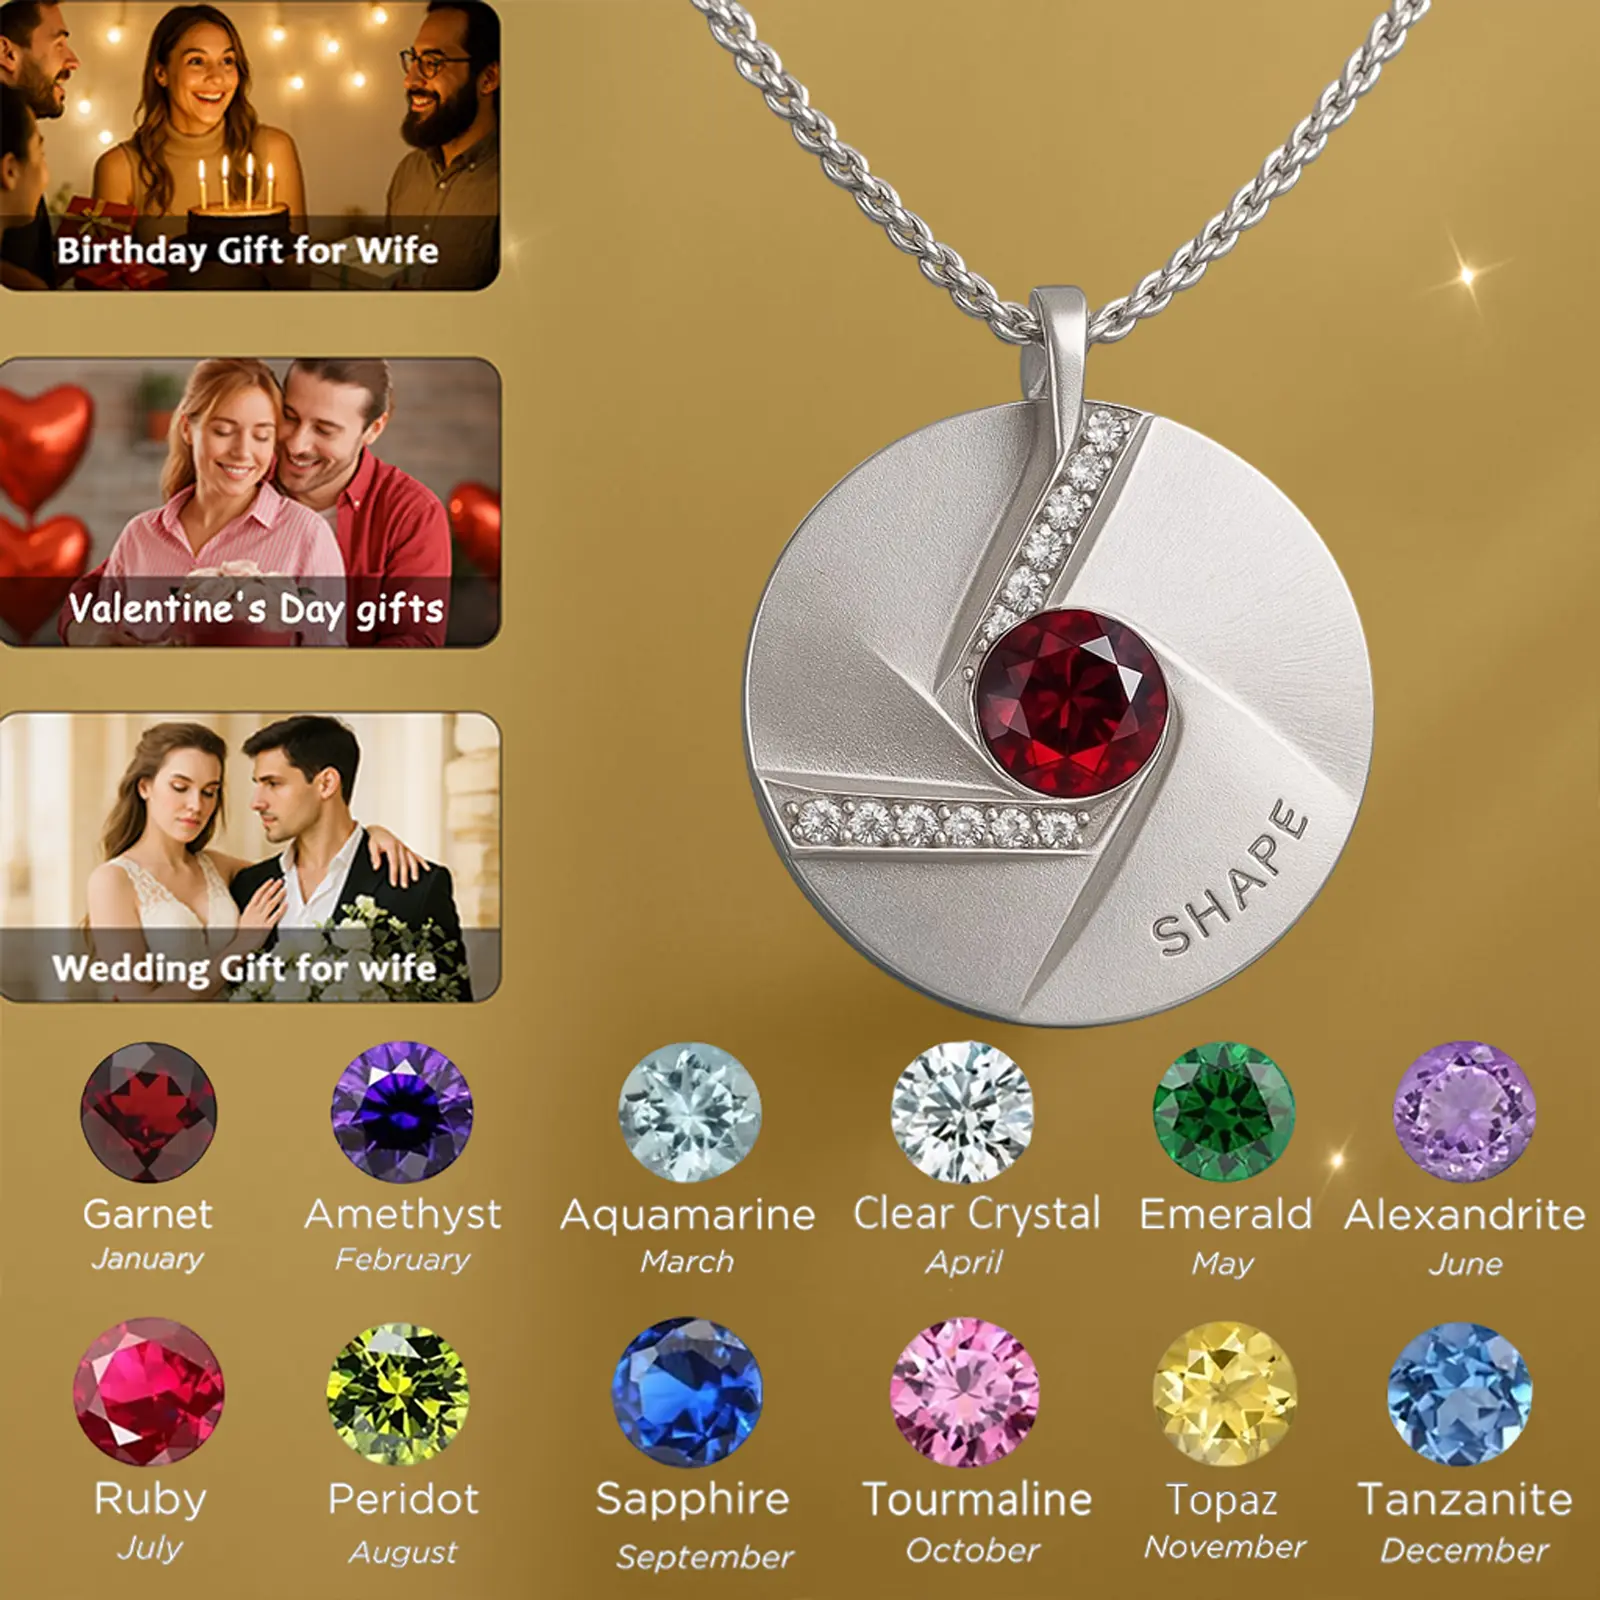 Birthday Gift for Wife
Valentine's Day gifts
Wedding Gift for wife
SHAPE
Garnet
January
Amethyst
February
Aquamarine
March
Clear Crystal
April
Emerald
May
Alexandrite
June
Ruby
July
Peridot
August
Sapphire
September
Tourmaline
October
Topaz
November
Tanzanite
December